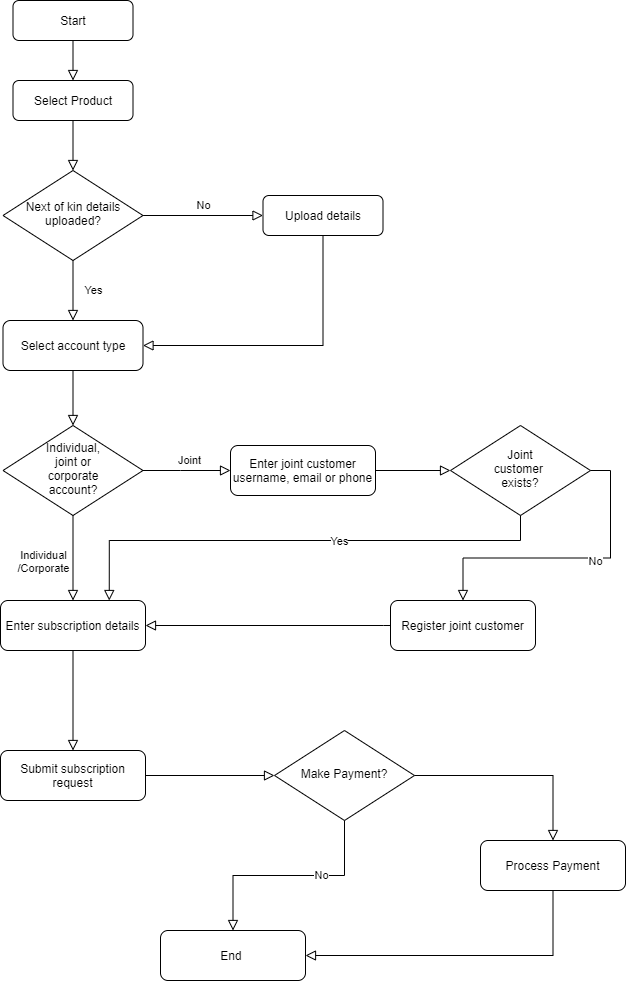 Start
Select Product
Next of kin details
uploaded?
No
Upload details
Yes
Select account type
Individual,
joint or
corporate
account?
Joint
Enter joint customer
username, email or phone
Joint
customer
exists?
Yes
Individual
/Corporate
No
Enter subscription details
Register joint customer
Submit subscription
request
Make Payment?
Process Payment
No
End